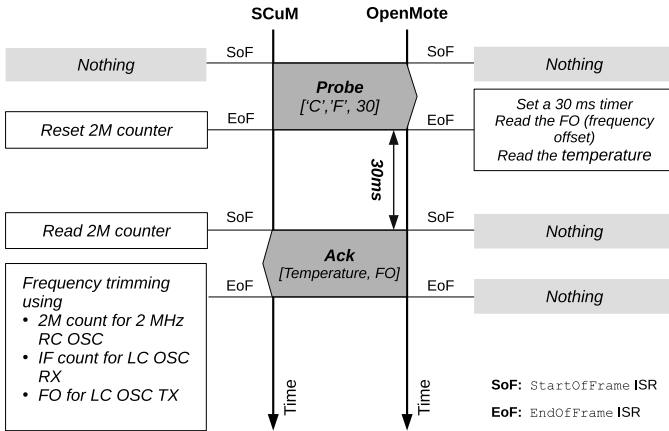 SCuM
OpenMote
SoF
SoF
Nothing
Nothing
Probe
['C','F', 30]
Reset 2M counter
EoF
EoF
Set a 30 ms timer
Read the FO (frequency
offset)
Read the temperature
30ms
Read 2M counter
SoF
SoF
Nothing
Ack
[Temperature, FO]
EoF
EoF
Nothing
Frequency trimming
using
• 2M count for 2 MHz
RC OSC
• IF count for LC OSC
RX
• FO for LC OSC TX
Time
Time
SoF: StartOfFrame ISR
EoF: EndOfFrame ISR